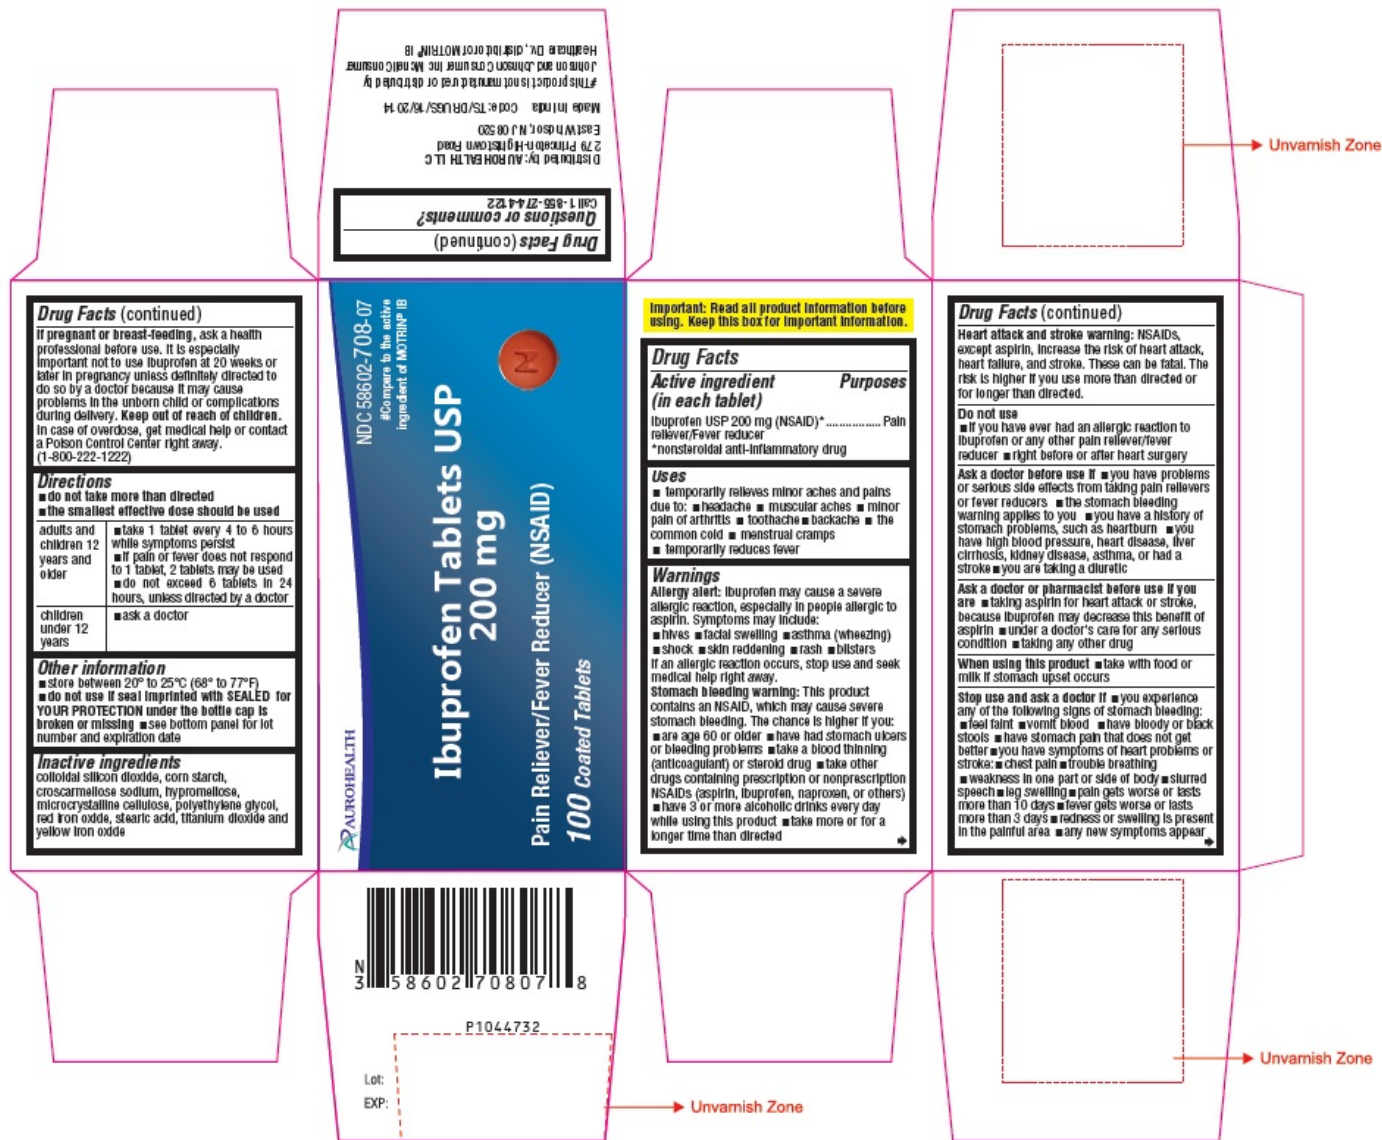 Healthcare Div., distributor of MOTRIN® IB
Johnson and Johnson Consumer Inc. McneilConsumer
#This product is not manufactured or distributed by
Made in India Code: TS/DRUGS/16/2014
East Windsor, NJ 08520
279 Princeton-Hightstown Road
Distributed by: AUROHEALTH LLC
Call 1-855-274-4122
Questions or comments?
Drug Facts (continued)
Unvarnish Zone
Drug Facts (continued)
If pregnant or breast-feeding, ask a health
professional before use. It is especially
important not to use ibuprofen at 20 weeks or
later in pregnancy unless definitely directed to
do so by a doctor because it may cause
problems in the unborn child or complications
during delivery. Keep out of reach of children.
In case of overdose, get medical help or contact
a Poison Control Center right away.
(1-800-222-1222)
Directions
■ do not take more than directed
■ the smallest effective dose should be used
adults and
children 12
years and
older
■ take 1 tablet every 4 to 6 hours
while symptoms persist
■ if pain or fever does not respond
to 1 tablet, 2 tablets may be used
■ do not exceed 6 tablets in 24
hours, unless directed by a doctor
children
under 12
years
■ ask a doctor
Other information
■ store between 20° to 25°C (68° to 77°F)
■ do not use if seal imprinted with SEALED for
YOUR PROTECTION under the bottle cap is
broken or missing ■ see bottom panel for lot
number and expiration date
Inactive ingredients
colloidal silicon dioxide, corn starch,
croscarmellose sodium, hypromellose,
microcrystalline cellulose, polyethylene glycol,
red iron oxide, stearic acid, titanium dioxide and
yellow iron oxide
NDC 58602-708-07
#Compare to the active
ingredient of MOTRIN® IB
Ibuprofen Tablets USP
200 mg
Pain Reliever/Fever Reducer (NSAID)
100 Coated Tablets
AUROHEALTH
Important: Read all product information before
using. Keep this box for important information.
Drug Facts
Active ingredient Purposes
(in each tablet)
Ibuprofen USP 200 mg (NSAID)* .................. Pain
reliever/Fever reducer
*nonsteroidal anti-inflammatory drug
Uses
■ temporarily relieves minor aches and pains
due to: ■ headache ■ muscular aches ■ minor
pain of arthritis ■ toothache ■ backache ■ the
common cold ■ menstrual cramps
■ temporarily reduces fever
Warnings
Allergy alert: Ibuprofen may cause a severe
allergic reaction, especially in people allergic to
aspirin. Symptoms may include:
■ hives ■ facial swelling ■ asthma (wheezing)
■ shock ■ skin reddening ■ rash ■ blisters
If an allergic reaction occurs, stop use and seek
medical help right away.
Stomach bleeding warning: This product
contains an NSAID, which may cause severe
stomach bleeding. The chance is higher if you:
■ are age 60 or older ■ have had stomach ulcers
or bleeding problems ■ take a blood thinning
(anticoagulant) or steroid drug ■ take other
drugs containing prescription or nonprescription
NSAIDs (aspirin, ibuprofen, naproxen, or others)
■ have 3 or more alcoholic drinks every day
while using this product ■ take more or for a
longer time than directed
Drug Facts (continued)
Heart attack and stroke warning: NSAIDs,
except aspirin, increase the risk of heart attack,
heart failure, and stroke. These can be fatal. The
risk is higher if you use more than directed or
for longer than directed.
Do not use
■ if you have ever had an allergic reaction to
ibuprofen or any other pain reliever/fever
reducer ■ right before or after heart surgery
Ask a doctor before use if ■ you have problems
or serious side effects from taking pain relievers
or fever reducers ■ the stomach bleeding
warning applies to you ■ you have a history of
stomach problems, such as heartburn ■ you
have high blood pressure, heart disease, liver
cirrhosis, kidney disease, asthma, or had a
stroke ■ you are taking a diuretic
Ask a doctor or pharmacist before use if you
are ■ taking aspirin for heart attack or stroke,
because ibuprofen may decrease this benefit of
aspirin ■ under a doctor's care for any serious
condition ■ taking any other drug
When using this product ■ take with food or
milk if stomach upset occurs
Stop use and ask a doctor if ■ you experience
any of the following signs of stomach bleeding:
■ feel faint ■ vomit blood ■ have bloody or black
stools ■ have stomach pain that does not get
better ■ you have symptoms of heart problems or
stroke: ■ chest pain ■ trouble breathing
■ weakness in one part or side of body ■ slurred
speech ■ leg swelling ■ pain gets worse or lasts
more than 10 days ■ fever gets worse or lasts
more than 3 days ■ redness or swelling is present
in the painful area ■ any new symptoms appear
N
3 58602 70807 8
P1044732
Lot:
EXP:
Unvarnish Zone
Unvarnish Zone